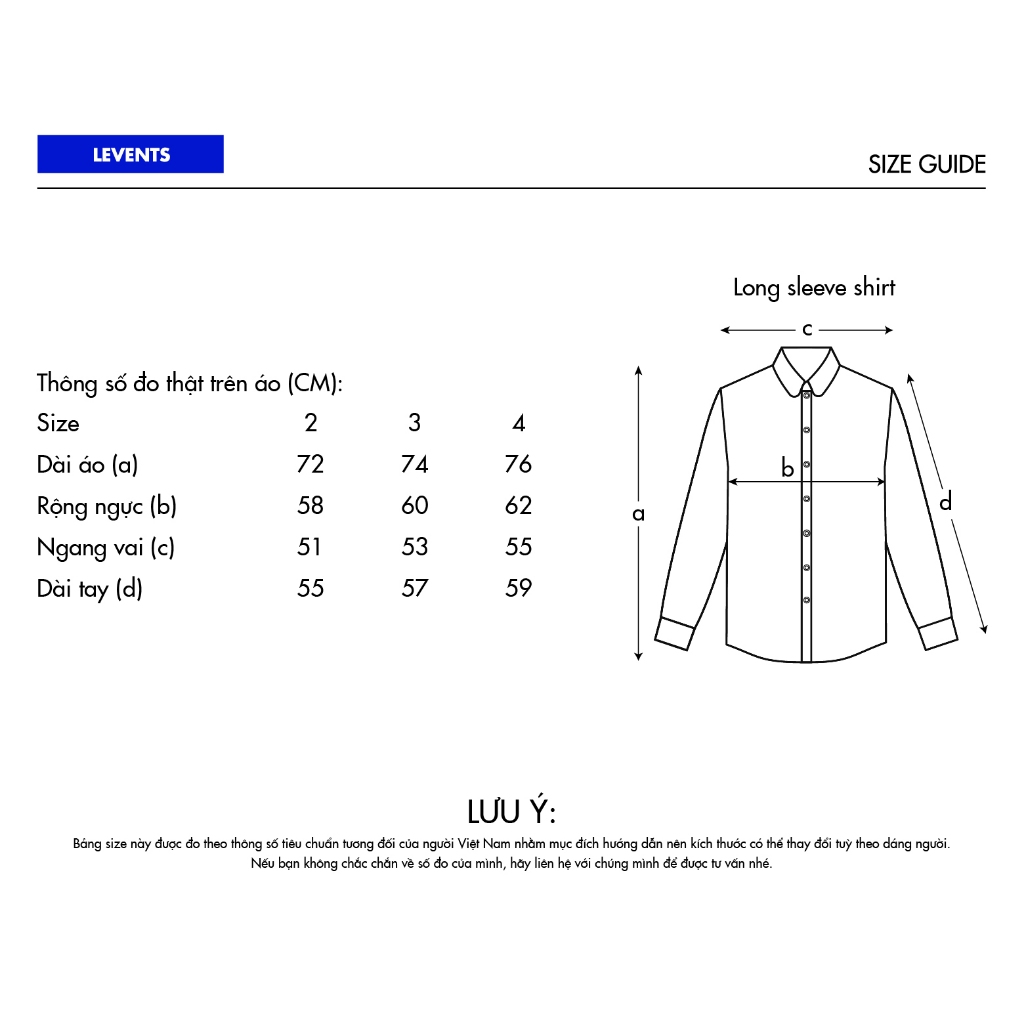 LEVENTS
SIZE GUIDE
Long sleeve shirt
c
Thông số đo thật trên áo (CM):
Size 2 3 4
Dài áo (a) 72 74 76
Rộng ngực (b) 58 60 62
Ngang vai (c) 51 53 55
Dài tay (d) 55 57 59
b
a
d
LƯU Ý:
Bảng size này được đo theo thông số tiêu chuẩn tương đối của người Việt Nam nhằm mục đích hướng dẫn nên kích thước có thể thay đổi tuỳ theo dáng người.
Nếu bạn không chắc chắn về số đo của mình, hãy liên hệ với chúng mình để được tư vấn nhé.